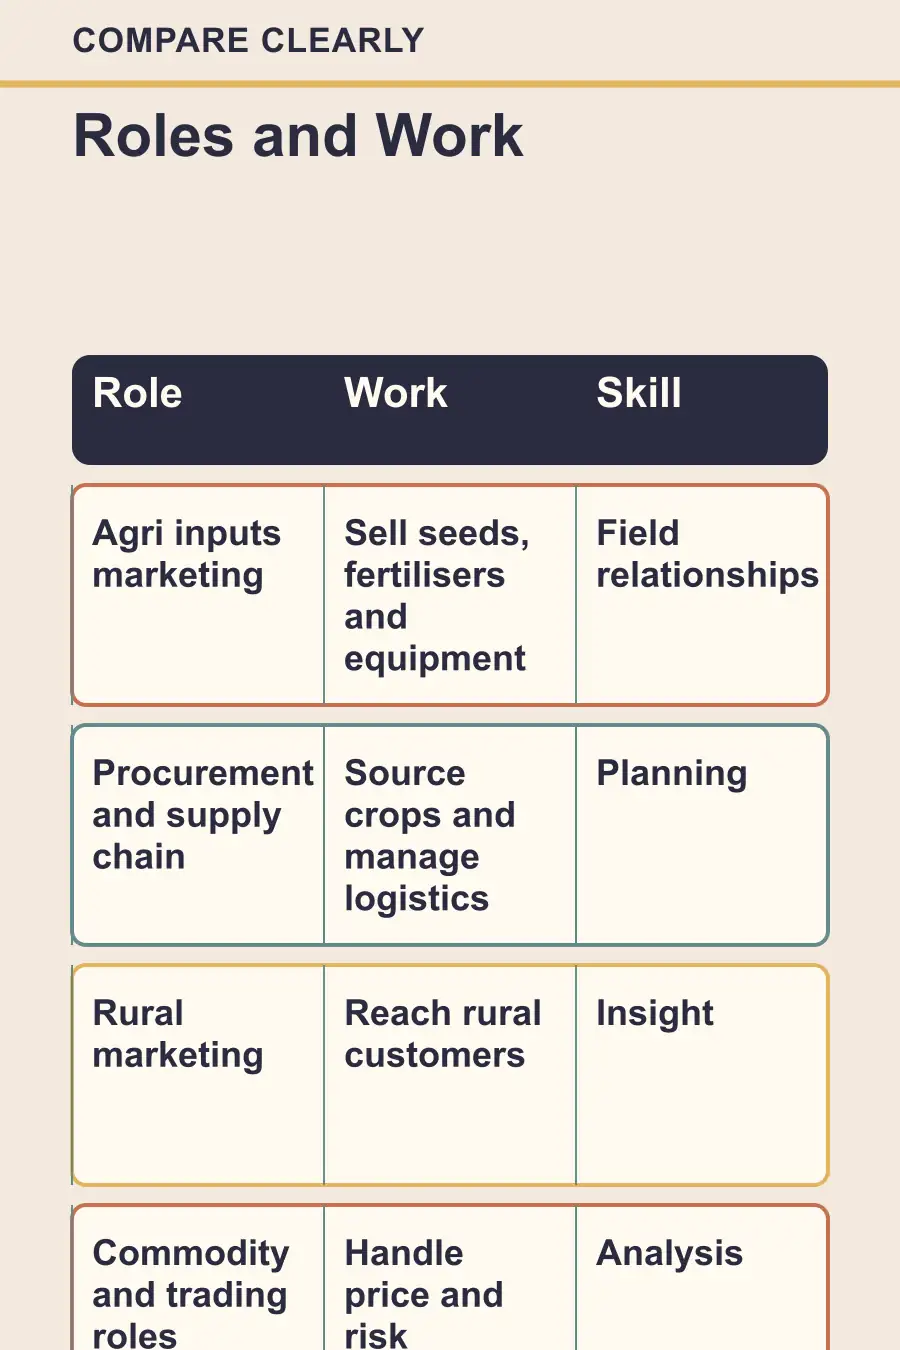 COMPARE CLEARLY
Roles and Work
Role Work Skill
Agri inputs
marketing
Sell seeds,
fertilisers
and
equipment
Field
relationships
Procurement
and supply
chain
Source
crops and
manage
logistics
Planning
Rural
marketing
Reach rural
customers
Insight
Commodity
and trading
roles
Handle
price and
risk
Analysis